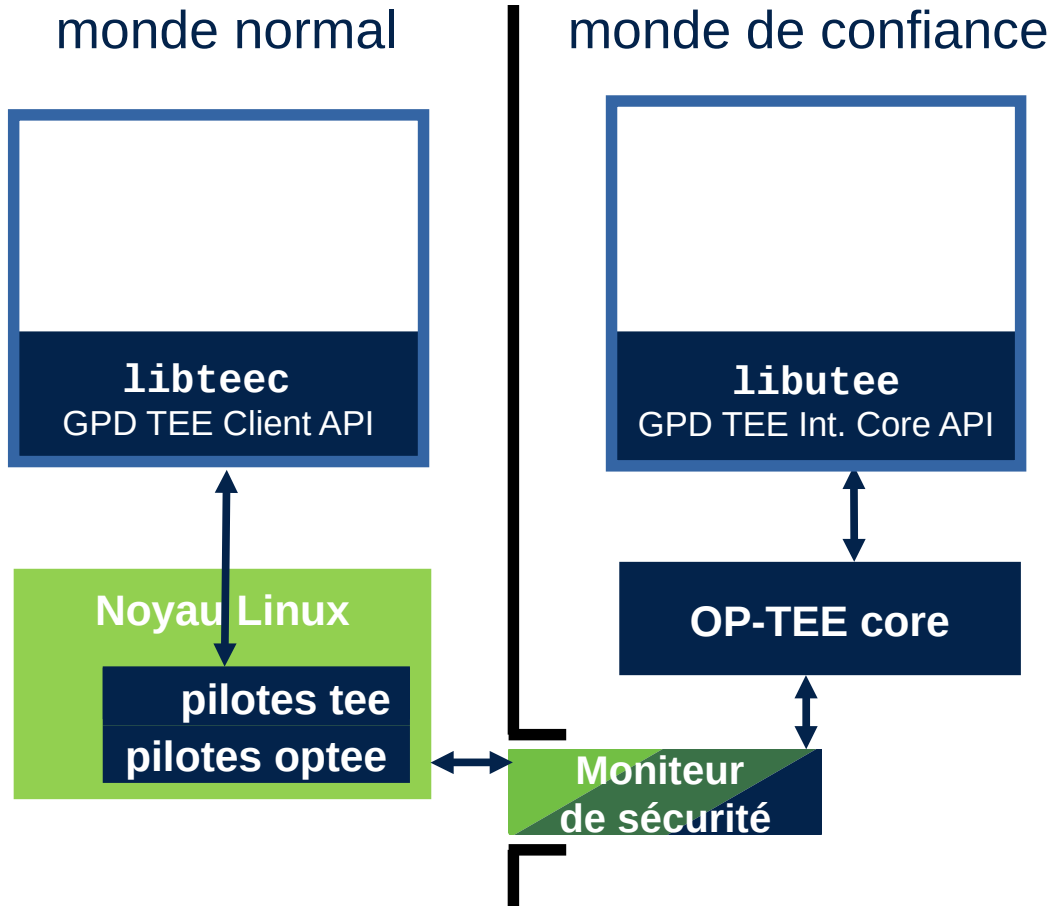 monde normal
monde de confiance
libteec
GPD TEE Client API
libutee
GPD TEE Int. Core API
Noyau Linux
pilotes tee
pilotes optee
OP-TEE core
Moniteur
de sécurité